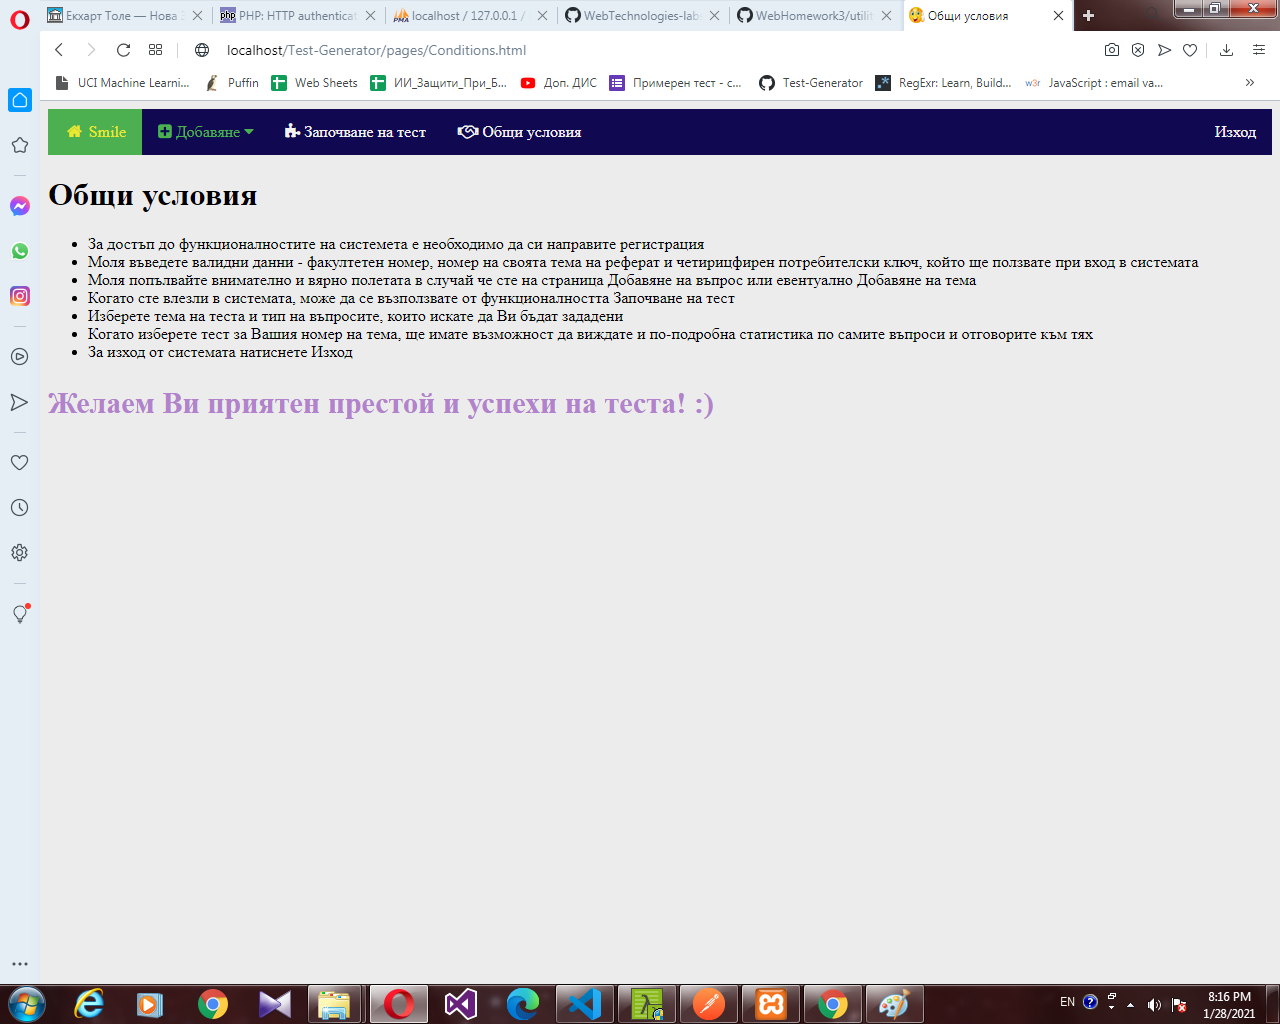 Екхарт Толе — Нова
PHP: HTTP authenticat
localhost / 127.0.0.1 /
WebTechnologies-lab
WebHomework3/utilit
Общи условия
localhost/Test-Generator/pages/Conditions.html
UCI Machine Learni...
Puffin
Web Sheets
ИИ_Защити_При_Б...
Доп. ДИС
Примерен тест - с...
Test-Generator
RegExr: Learn, Build...
w3r JavaScript : email va...
Smile
Добавяне
Започване на тест
Общи условия
Изход
Общи условия
За достъп до функционалностите на системета е необходимо да си направите регистрация
Моля въведете валидни данни - факултетен номер, номер на своята тема на реферат и четирицифрен потребителски ключ, който ще ползвате при вход в системата
Моля попълвайте внимателно и вярно полетата в случай че сте на страница Добавяне на въпрос или евентуално Добавяне на тема
Когато сте влезли в системата, може да се възползвате от функционалността Започване на тест
Изберете тема на теста и тип на въпросите, които искате да Ви бъдат зададени
Когато изберете тест за Вашия номер на тема, ще имате възможност да виждате и по-подробна статистика по самите въпроси и отговорите към тях
За изход от системата натиснете Изход
Желаем Ви приятен престой и успехи на теста! :)
EN
8:16 PM
1/28/2021